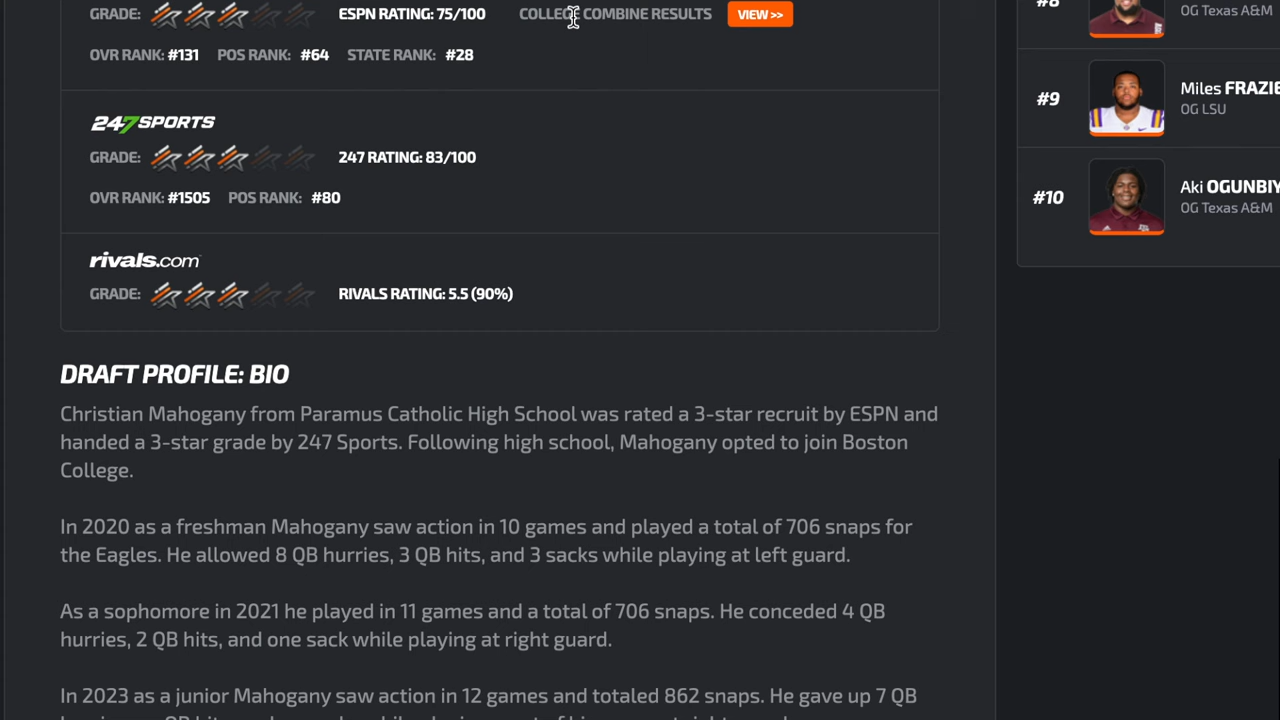 GRADE: ESPN RATING: 75/100 COLLEGE COMBINE RESULTS VIEW >>
OVR RANK: #131 POS RANK: #64 STATE RANK: #28
247SPORTS
GRADE: 247 RATING: 83/100
OVR RANK: #1505 POS RANK: #80
rivals.com
GRADE: RIVALS RATING: 5.5 (90%)
DRAFT PROFILE: BIO
Christian Mahogany from Paramus Catholic High School was rated a 3-star recruit by ESPN and
handed a 3-star grade by 247 Sports. Following high school, Mahogany opted to join Boston
College.
In 2020 as a freshman Mahogany saw action in 10 games and played a total of 706 snaps for
the Eagles. He allowed 8 QB hurries, 3 QB hits, and 3 sacks while playing at left guard.
As a sophomore in 2021 he played in 11 games and a total of 706 snaps. He conceded 4 QB
hurries, 2 QB hits, and one sack while playing at right guard.
In 2023 as a junior Mahogany saw action in 12 games and totaled 862 snaps. He gave up 7 QB
#8
OG Texas A&M
#9
Miles FRAZIE
OG LSU
#10
Aki OGUNBIY
OG Texas A&M